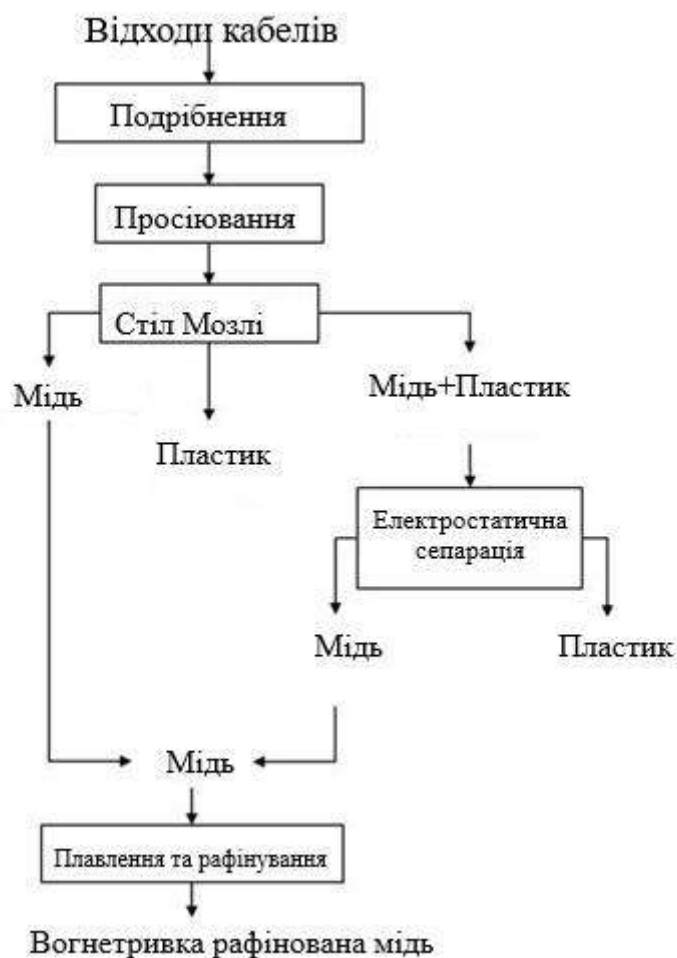 Відходи кабелів
Подрібнення
Просіювання
Стіл Мозлі
Мідь
Мідь+Пластик
Пластик
Електростатична
сепарація
Мідь
Пластик
Мідь
Плавлення та рафінування
Вогнетривка рафінована мідь